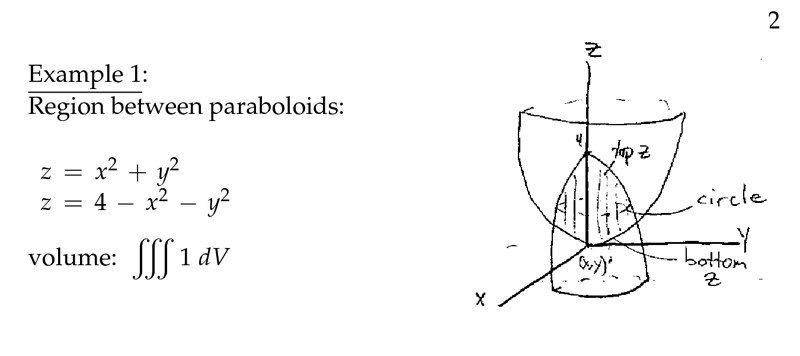 2
Example 1:
Region between paraboloids:
z = x² + y²
z = 4 − x² − y²
volume: ∭ 1 dV
z
4
top z
circle
y
(x,y)
bottom
z
x